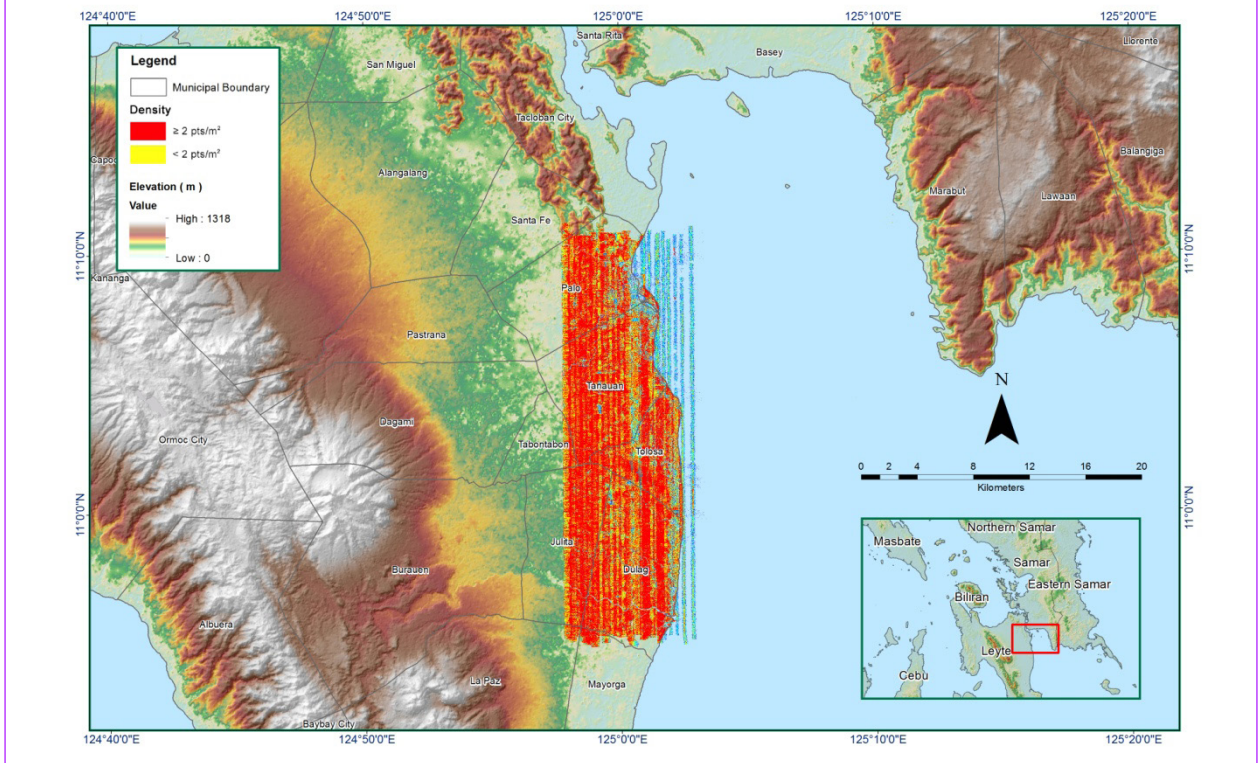 124°40'0"E 124°50'0"E 125°0'0"E 125°10'0"E 125°20'0"E
Legend
Municipal Boundary
Density
≥ 2 pts/m²
< 2 pts/m²
Elevation ( m )
Value
High : 1318
Low : 0
Santa Rita
Llorente
Basey
San Miguel
Tacloban City
Balangiga
Capoc
Alangalang
Marabut
Lawaan
Santa Fe
11°10'0"N
11°10'0"N
Kananga
Palo
Pastrana
N
Tanauan
Dagami
Ormoc City
Tabontabon
Tolosa
0 2 4 8 12 16 20
Kilometers
11°0'0"N
11°0'0"N
Northern Samar
Masbate
Samar
Julita
Dulag
Burauen
Eastern Samar
Biliran
Albuera
Leyte
Cebu
La Paz
Mayorga
Baybay City
124°40'0"E 124°50'0"E 125°0'0"E 125°10'0"E 125°20'0"E